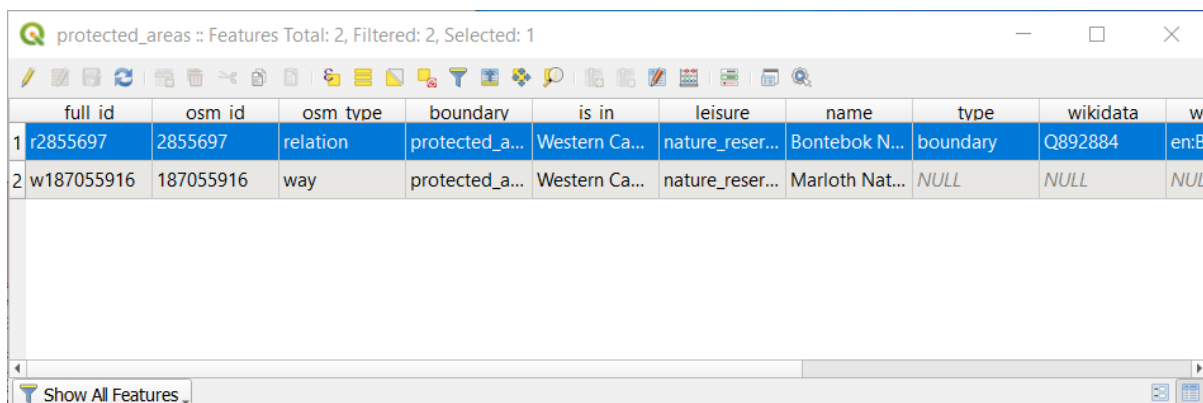 protected_areas :: Features Total: 2, Filtered: 2, Selected: 1
full_id osm_id osm_type boundary is_in leisure name type wikidata w
1 r2855697 2855697 relation protected_a... Western Ca... nature_reser... Bontebok N... boundary Q892884 en:B
2 w187055916 187055916 way protected_a... Western Ca... nature_reser... Marloth Nat... NULL NULL NUL
Show All Features